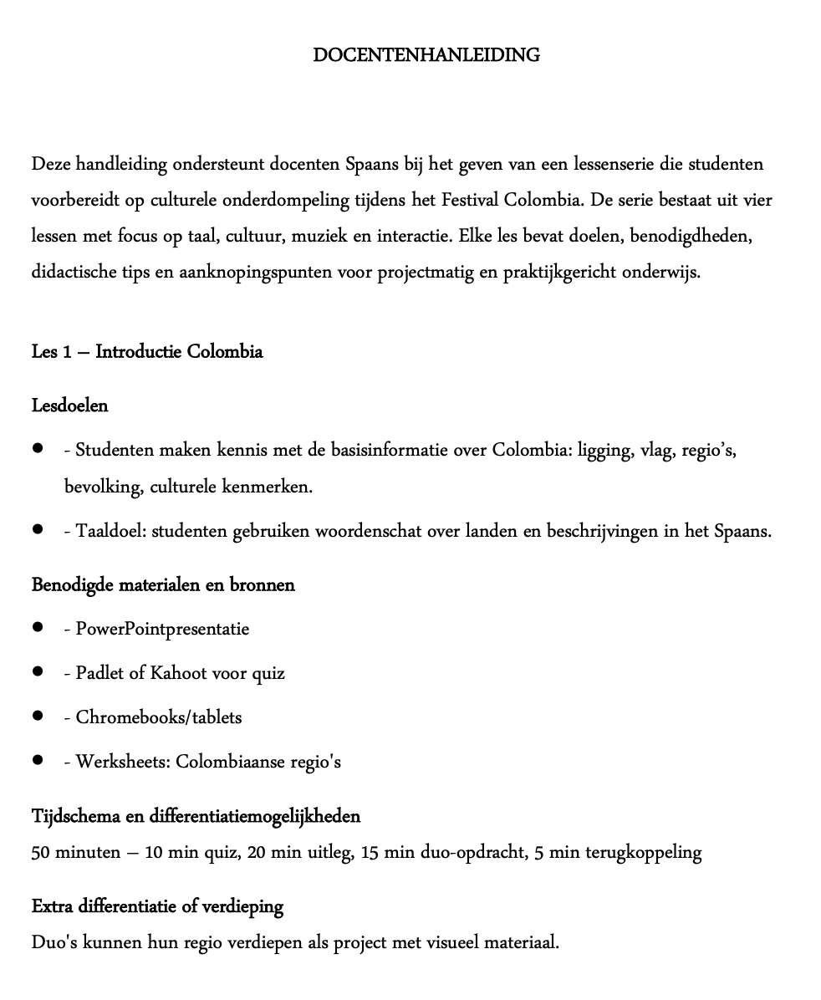 DOCENTENHANLEIDING
Deze handleiding ondersteunt docenten Spaans bij het geven van een lessenserie die studenten
voorbereidt op culturele onderdompeling tijdens het Festival Colombia. De serie bestaat uit vier
lessen met focus op taal, cultuur, muziek en interactie. Elke les bevat doelen, benodigdheden,
didactische tips en aanknopingspunten voor projectmatig en praktijkgericht onderwijs.
Les 1 – Introductie Colombia
Lesdoelen
● - Studenten maken kennis met de basisinformatie over Colombia: ligging, vlag, regio’s,
bevolking, culturele kenmerken.
● - Taaldoel: studenten gebruiken woordenschat over landen en beschrijvingen in het Spaans.
Benodigde materialen en bronnen
● - PowerPointpresentatie
● - Padlet of Kahoot voor quiz
● - Chromebooks/tablets
● - Werksheets: Colombiaanse regio's
Tijdschema en differentiatiemogelijkheden
50 minuten – 10 min quiz, 20 min uitleg, 15 min duo-opdracht, 5 min terugkoppeling
Extra differentiatie of verdieping
Duo's kunnen hun regio verdiepen als project met visueel materiaal.